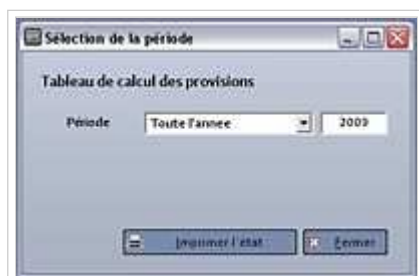 Sélection de la période
Tableau de calcul des provisions
Période Toute l'annee 2009
Imprimer l'état Fermer